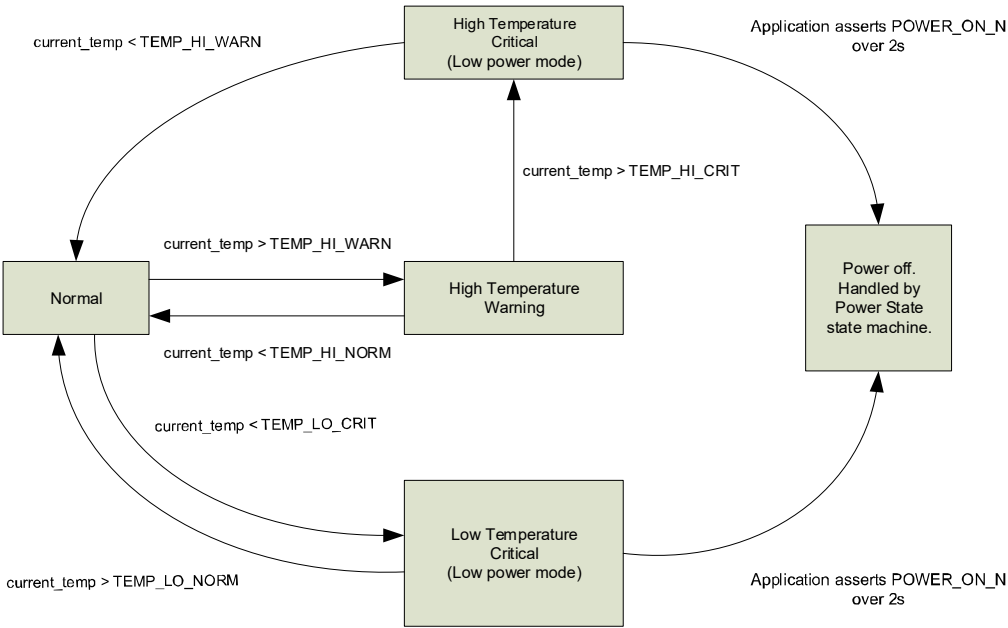 High Temperature
Critical
(Low power mode)
current_temp < TEMP_HI_WARN
Application asserts POWER_ON_N
over 2s
current_temp > TEMP_HI_CRIT
current_temp > TEMP_HI_WARN
Normal
High Temperature
Warning
Power off.
Handled by
Power State
state machine.
current_temp < TEMP_HI_NORM
current_temp < TEMP_LO_CRIT
Low Temperature
Critical
(Low power mode)
current_temp > TEMP_LO_NORM
Application asserts POWER_ON_N
over 2s